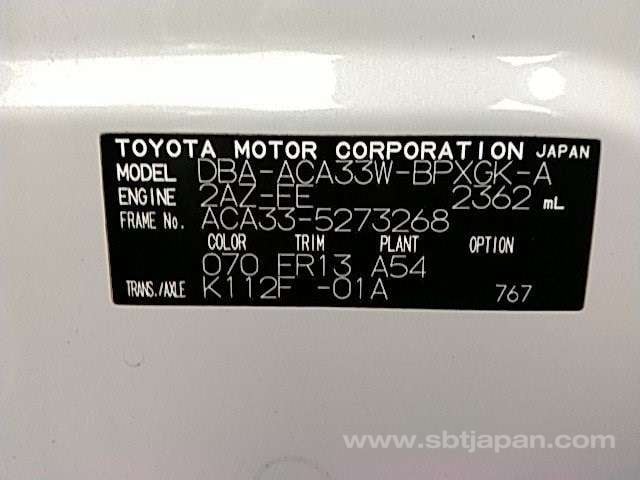 TOYOTA MOTOR CORPORATION JAPAN
MODEL DBA-ACA33W-BPXGK-A
ENGINE 2AZ-FE 2362 mL
FRAME No. ACA33-5273268
COLOR TRIM PLANT OPTION
070 FR13 A54
TRANS./AXLE K112F -01A 767
www.sbtjapan.com